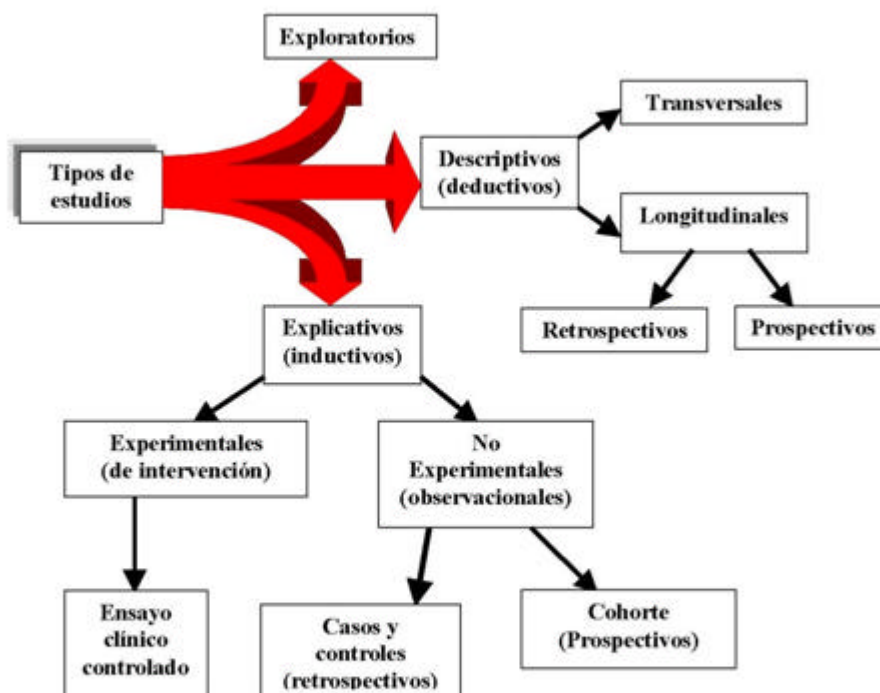 Exploratorios
Tipos de
estudios
Descriptivos
(deductivos)
Transversales
Longitudinales
Retrospectivos
Prospectivos
Explicativos
(inductivos)
Experimentales
(de intervención)
No
Experimentales
(observacionales)
Ensayo
clínico
controlado
Casos y
controles
(retrospectivos)
Cohorte
(Prospectivos)